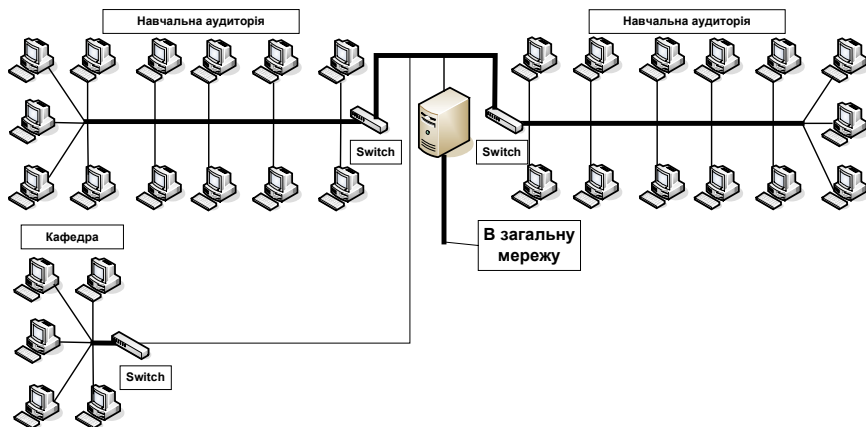 Навчальна аудиторія
Навчальна аудиторія
Switch
Switch
В загальну
мережу
Кафедра
Switch